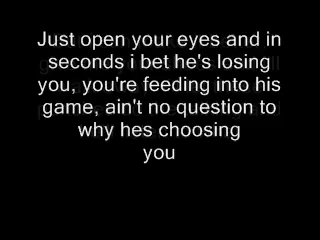 Just open your eyes and in
seconds i bet he's losing
you, you're feeding into his
game, ain't no question to
why hes choosing
you